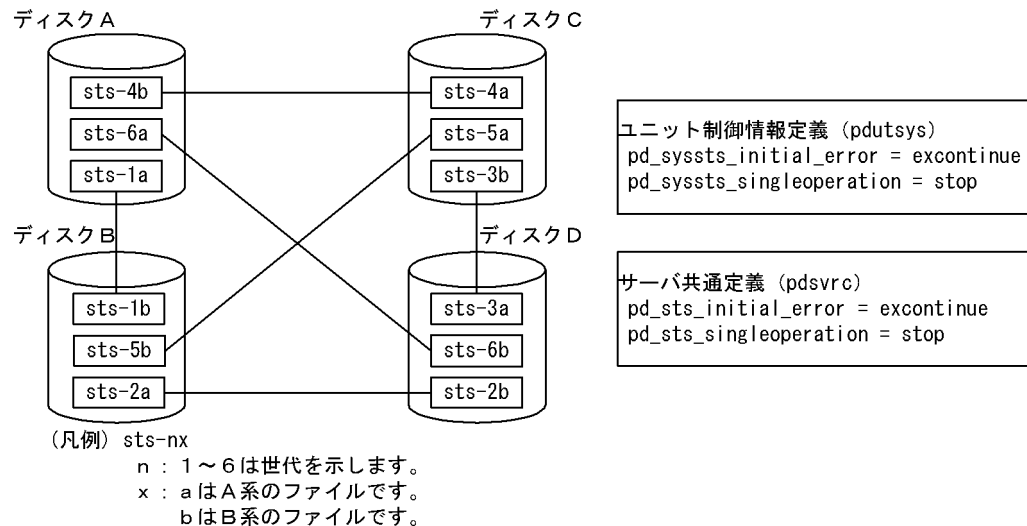 ディスクA
sts-4b
sts-6a
sts-1a
ディスクC
sts-4a
sts-5a
sts-3b
ディスクB
sts-1b
sts-5b
sts-2a
ディスクD
sts-3a
sts-6b
sts-2b
ユニット制御情報定義（pdutsys）
pd_syssts_initial_error = excontinue
pd_syssts_singleoperation = stop
サーバ共通定義（pdsvrc）
pd_sts_initial_error = excontinue
pd_sts_singleoperation = stop
（凡例）sts-nx
n：1～6は世代を示します。
x：aはA系のファイルです。
bはB系のファイルです。